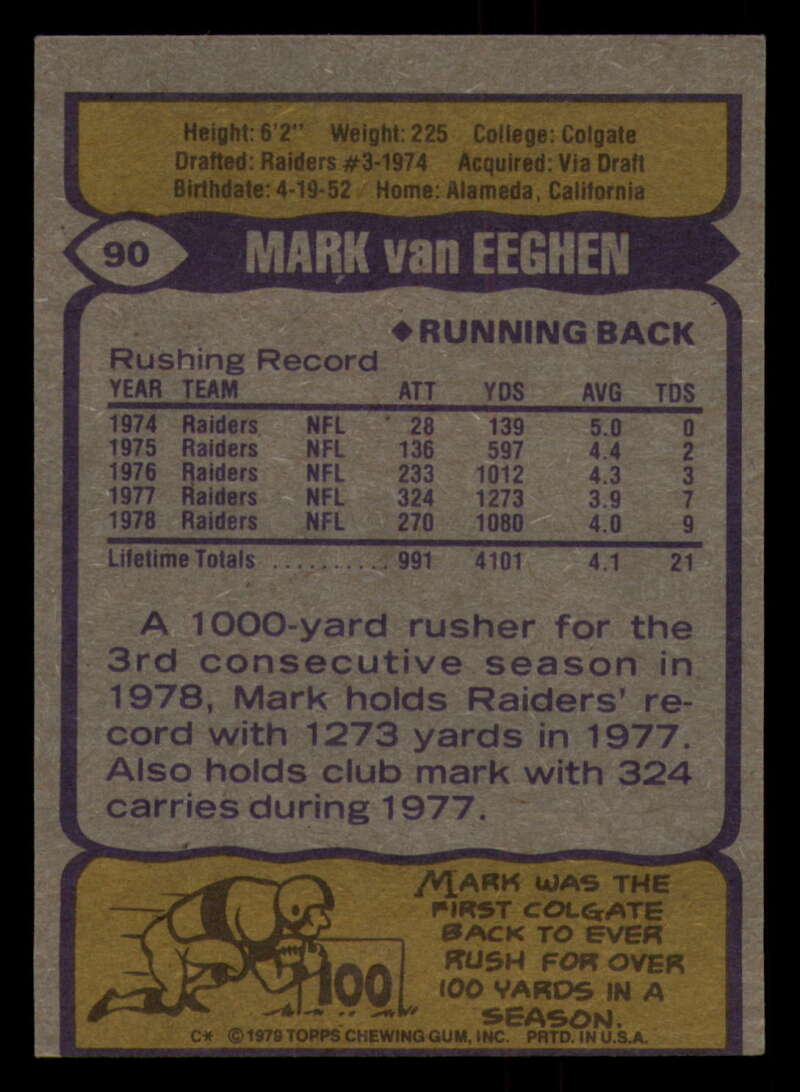 Height: 6'2" Weight: 225 College: Colgate
Drafted: Raiders #3-1974 Acquired: Via Draft
Birthdate: 4-19-52 Home: Alameda, California
90 MARK van EEGHEN
◆RUNNING BACK
Rushing Record
YEAR TEAM ATT YDS AVG TDS
1974 Raiders NFL 28 139 5.0 0
1975 Raiders NFL 136 597 4.4 2
1976 Raiders NFL 233 1012 4.3 3
1977 Raiders NFL 324 1273 3.9 7
1978 Raiders NFL 270 1080 4.0 9
Lifetime Totals .......... 991 4101 4.1 21
A 1000-yard rusher for the
3rd consecutive season in
1978, Mark holds Raiders' re-
cord with 1273 yards in 1977.
Also holds club mark with 324
carries during 1977.
MARK WAS THE
FIRST COLGATE
BACK TO EVER
RUSH FOR OVER
100 YARDS IN A
SEASON.
100
C* © 1979 TOPPS CHEWING GUM, INC. PRTD. IN U.S.A.